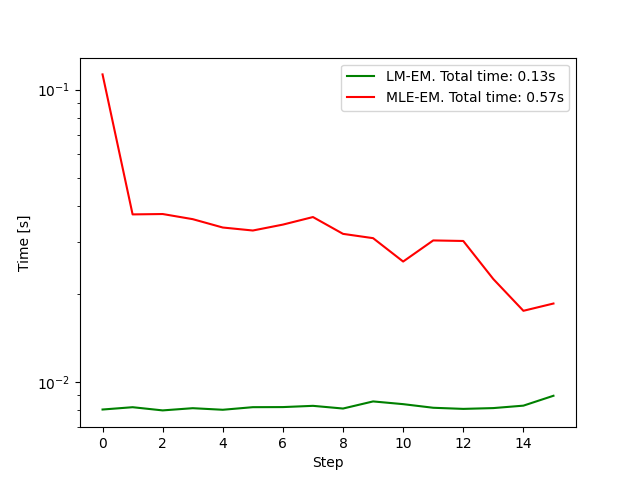 LM-EM. Total time: 0.13s
MLE-EM. Total time: 0.57s
10⁻¹
10⁻²
Time [s]
0 2 4 6 8 10 12 14
Step